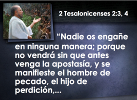 2 Tesalonicenses 2:3, 4
“Nadie os engañe
en ninguna manera; porque
no vendrá sin que antes
venga la apostasía, y se
manifieste el hombre de
pecado, el hijo de
perdición,...